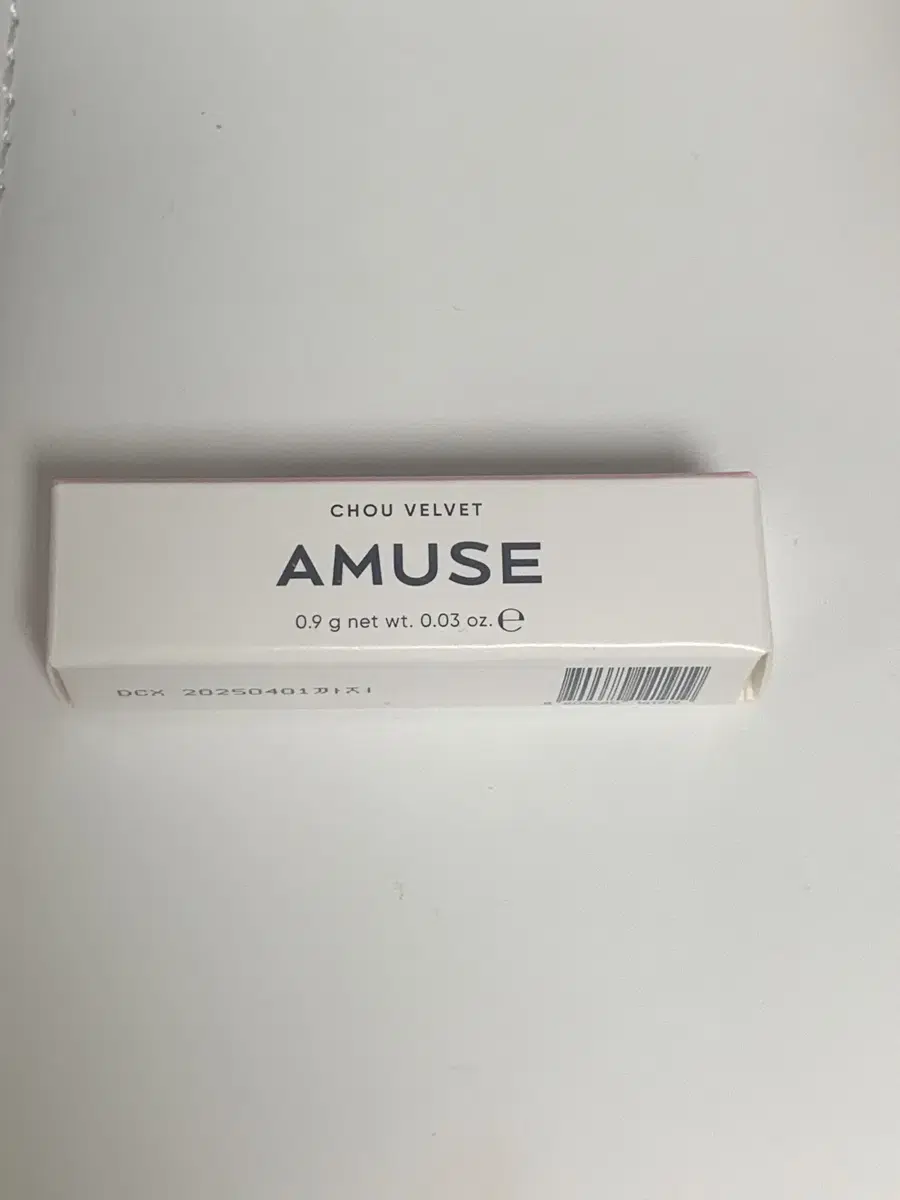 CHOU VELVET
AMUSE
0.9 g net wt. 0.03 oz. ℮
DCX 20250401까지